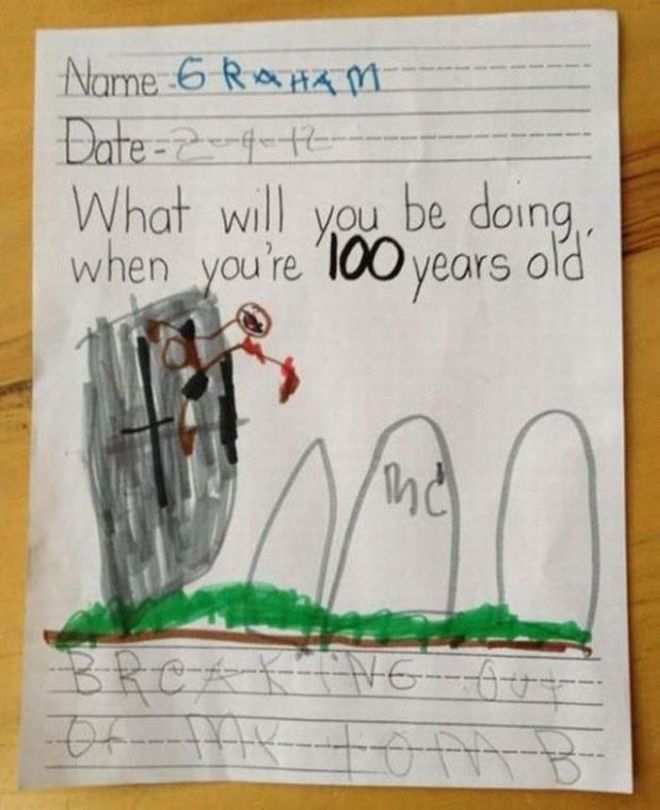 Name-GRAHAM
Date-2-9-12
What will you be doing,
when you're 100 years old
me
BREAKING out
Of MY tOMB